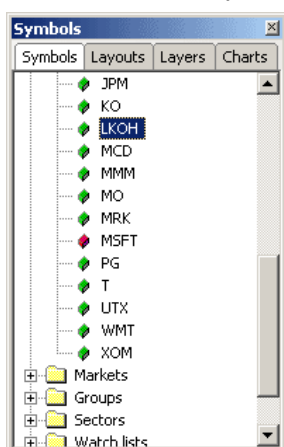 Symbols
Symbols Layouts Layers Charts
JPM
KO
LKOH
MCD
MMM
MO
MRK
MSFT
PG
T
UTX
WMT
XOM
Markets
Groups
Sectors
Watch lists